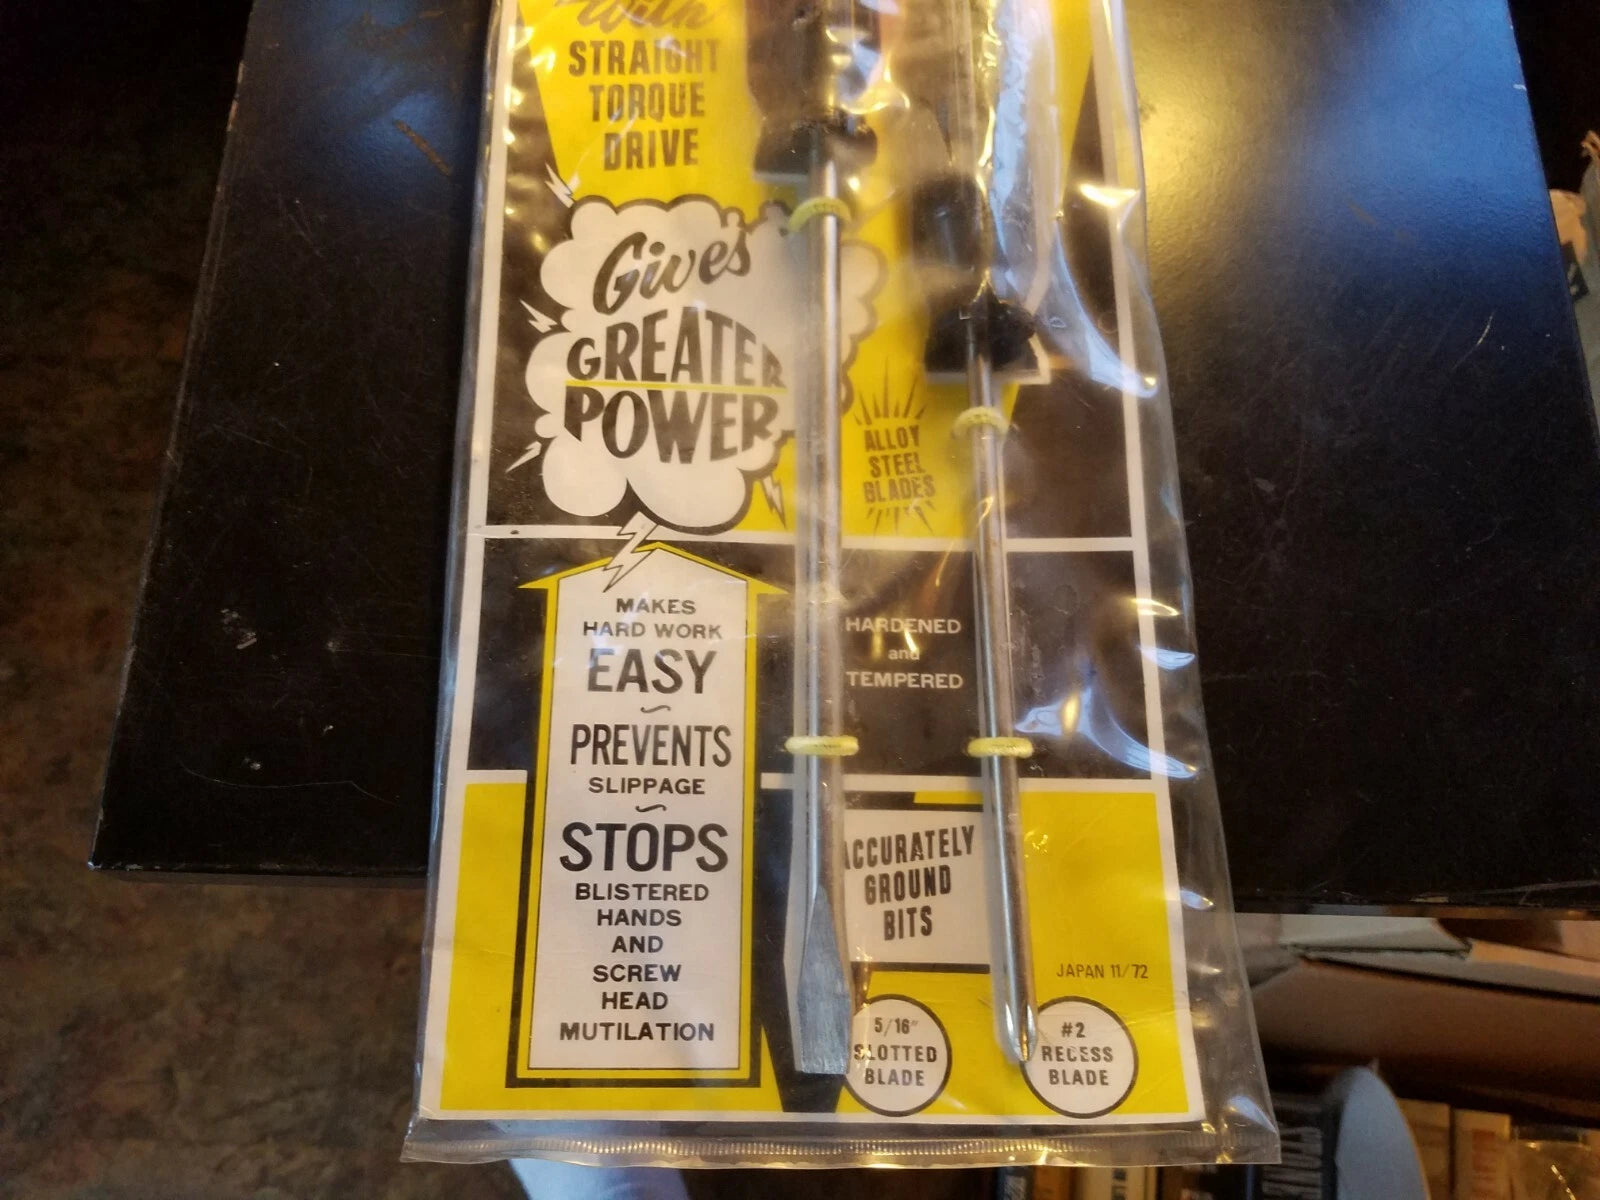 With
STRAIGHT
TORQUE
DRIVE
Gives
GREATER
POWER
ALLOY
STEEL
BLADES
MAKES
HARD WORK
EASY
PREVENTS
SLIPPAGE
STOPS
BLISTERED
HANDS
AND
SCREW
HEAD
MUTILATION
HARDENED
and
TEMPERED
ACCURATELY
GROUND
BITS
JAPAN 11/72
5/16"
SLOTTED
BLADE
#2
RECESS
BLADE